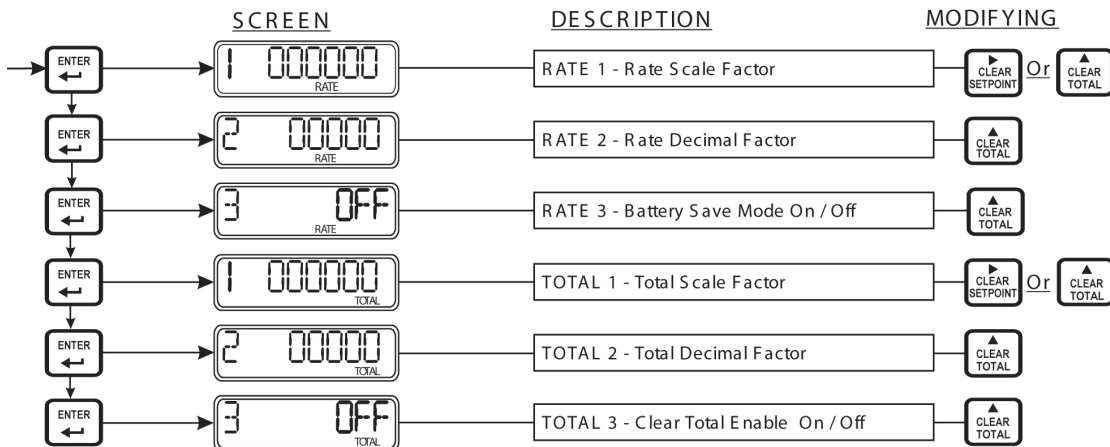 SCREEN DESCRIPTION MODIFYING
ENTER 1 000000 RATE RATE 1 - Rate Scale Factor CLEAR SETPOINT Or CLEAR TOTAL
ENTER 2 00000 RATE RATE 2 - Rate Decimal Factor CLEAR TOTAL
ENTER 3 OFF RATE RATE 3 - Battery Save Mode On / Off CLEAR TOTAL
ENTER 1 000000 TOTAL TOTAL 1 - Total Scale Factor CLEAR SETPOINT Or CLEAR TOTAL
ENTER 2 00000 TOTAL TOTAL 2 - Total Decimal Factor CLEAR TOTAL
ENTER 3 OFF TOTAL TOTAL 3 - Clear Total Enable On / Off CLEAR TOTAL